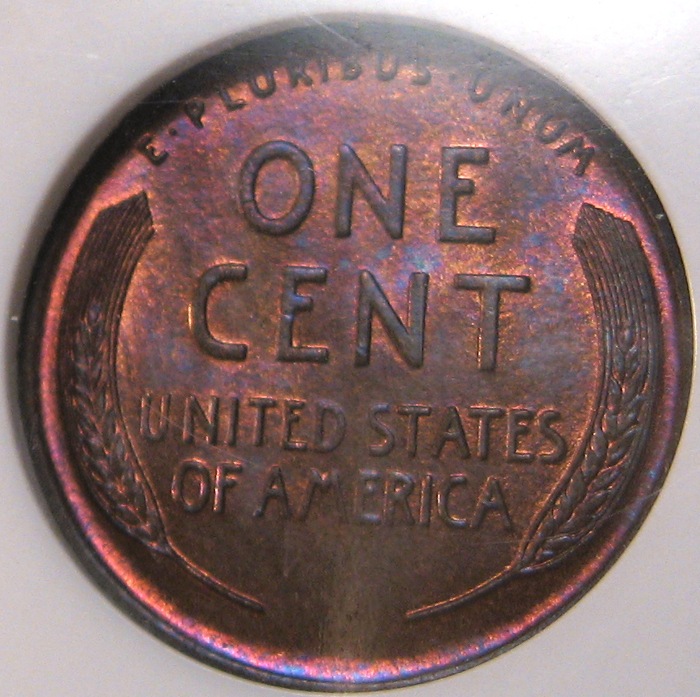 E·PLURIBUS·UNUM
ONE
CENT
UNITED STATES
OF AMERICA